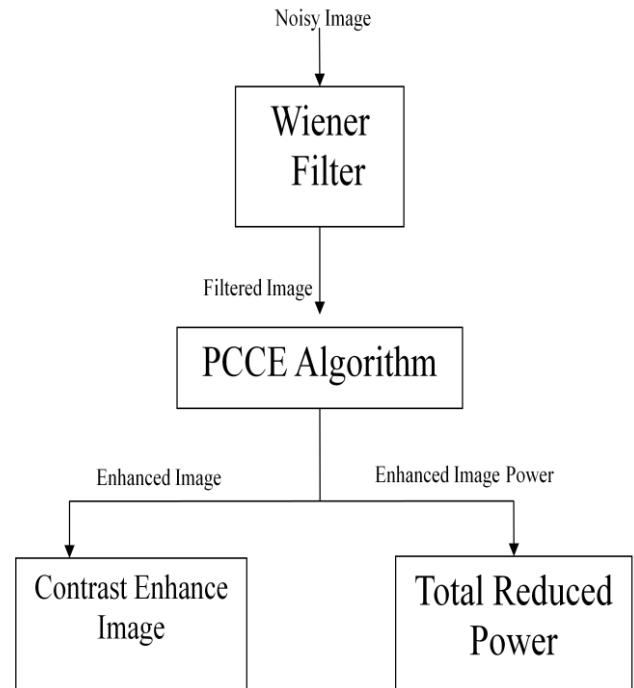 Noisy Image
Wiener
Filter
Filtered Image
PCCE Algorithm
Enhanced Image
Enhanced Image Power
Contrast Enhance
Image
Total Reduced
Power